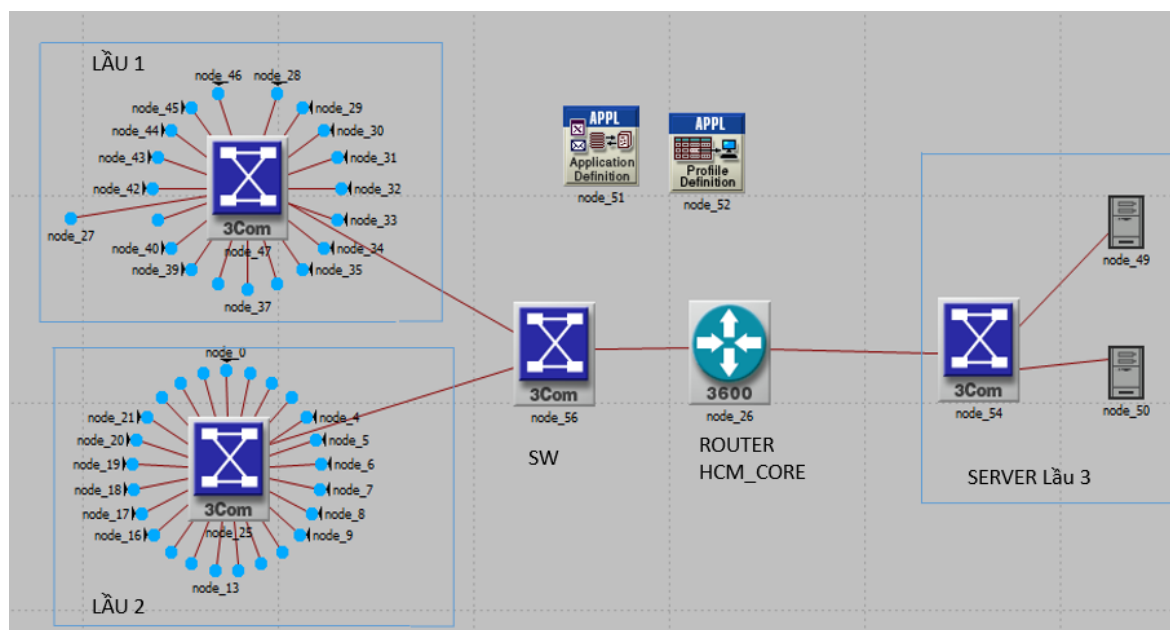 LẦU 1
node_46
node_28
node_45
node_29
node_44
node_30
node_43
node_31
node_42
node_32
node_27
node_33
3Com
node_40
node_47
node_34
node_39
node_35
node_37
APPL
Application
Definition
node_51
APPL
Profile
Definition
node_52
node_49
3Com
node_56
3600
node_26
3Com
node_54
node_50
SW
ROUTER
HCM_CORE
SERVER Lầu 3
node_0
node_21
node_4
node_20
node_5
node_19
node_6
node_18
node_7
3Com
node_17
node_8
node_16
node_25
node_9
node_13
LẦU 2